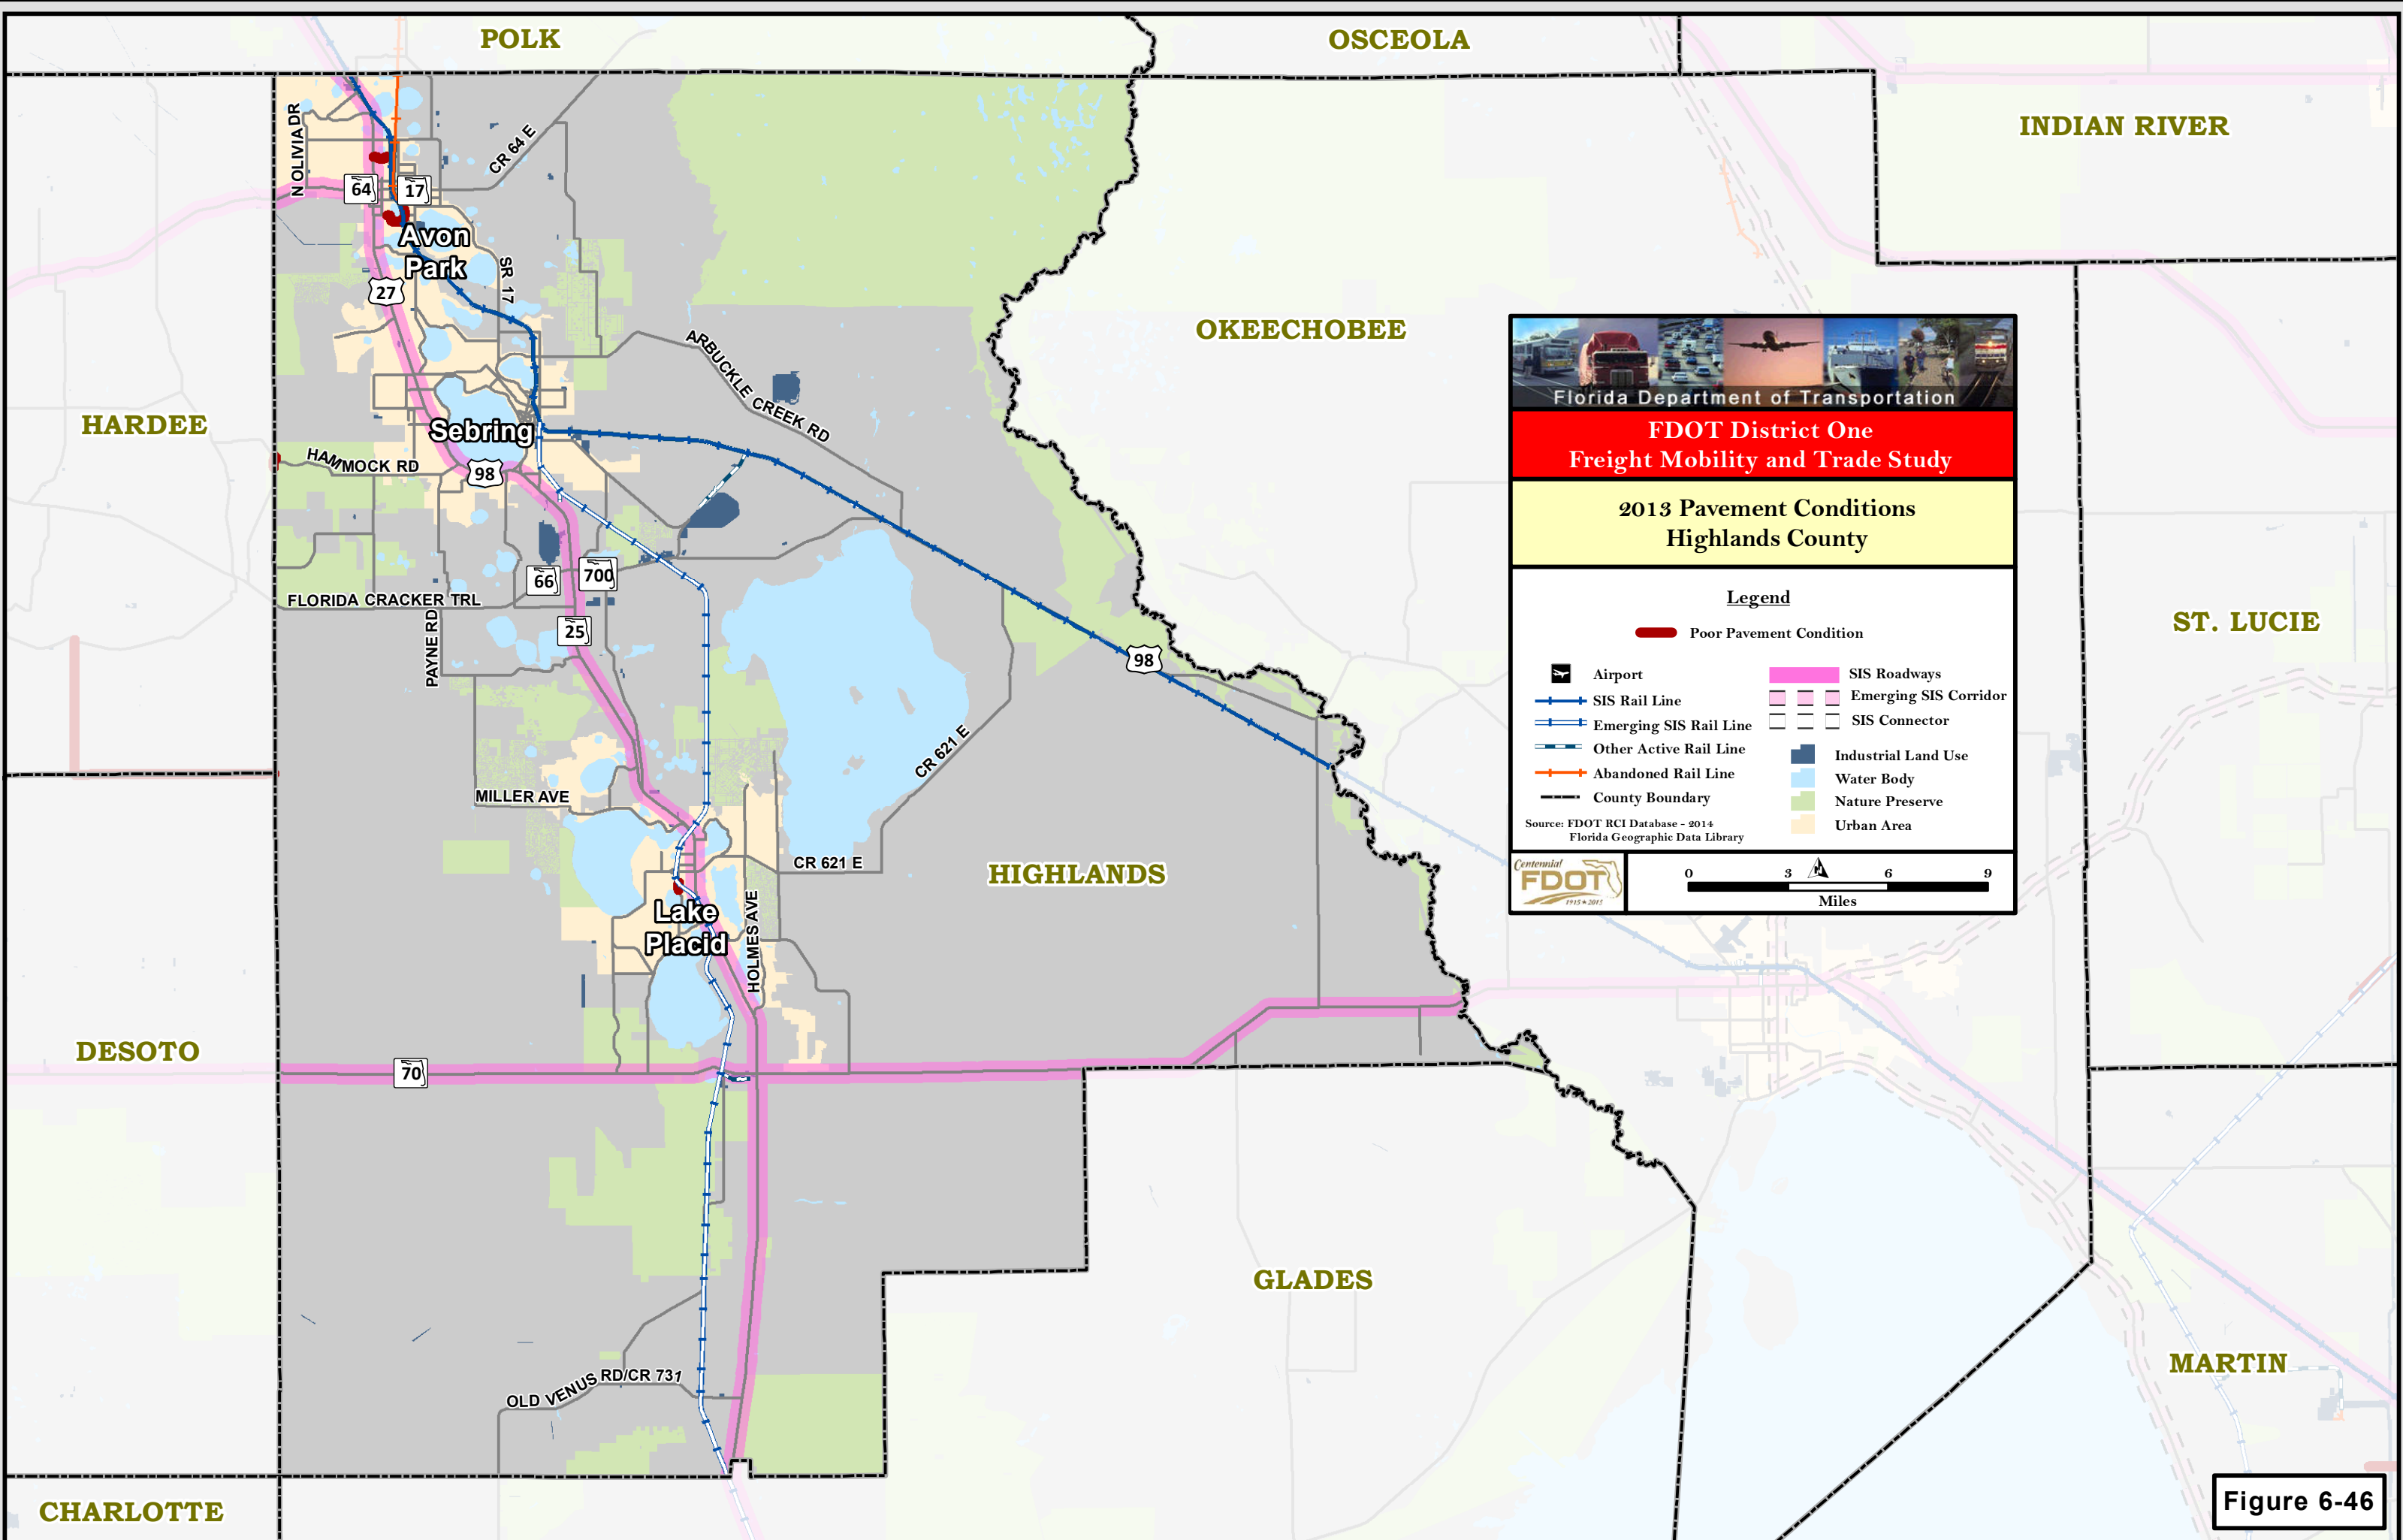 POLK
OSCEOLA
INDIAN RIVER
N OLIVIA DR
CR 64 E
64
17
Avon
Park
SR 17
27
OKEECHOBEE
ARBUCKLE CREEK RD
HARDEE
Sebring
HAMMOCK RD
98
66
700
FLORIDA CRACKER TRL
PAYNE RD
25
98
ST. LUCIE
CR 621 E
MILLER AVE
CR 621 E
HIGHLANDS
Lake
Placid
HOLMES AVE
DESOTO
70
GLADES
OLD VENUS RD/CR 731
MARTIN
CHARLOTTE
Florida Department of Transportation
FDOT District One
Freight Mobility and Trade Study
2013 Pavement Conditions
Highlands County
Legend
Poor Pavement Condition
Airport
SIS Rail Line
Emerging SIS Rail Line
Other Active Rail Line
Abandoned Rail Line
County Boundary
SIS Roadways
Emerging SIS Corridor
SIS Connector
Industrial Land Use
Water Body
Nature Preserve
Urban Area
Source: FDOT RCI Database - 2014
Florida Geographic Data Library
Centennial
FDOT
1915★2015
0 3 N 6 9
Miles
Figure 6-46